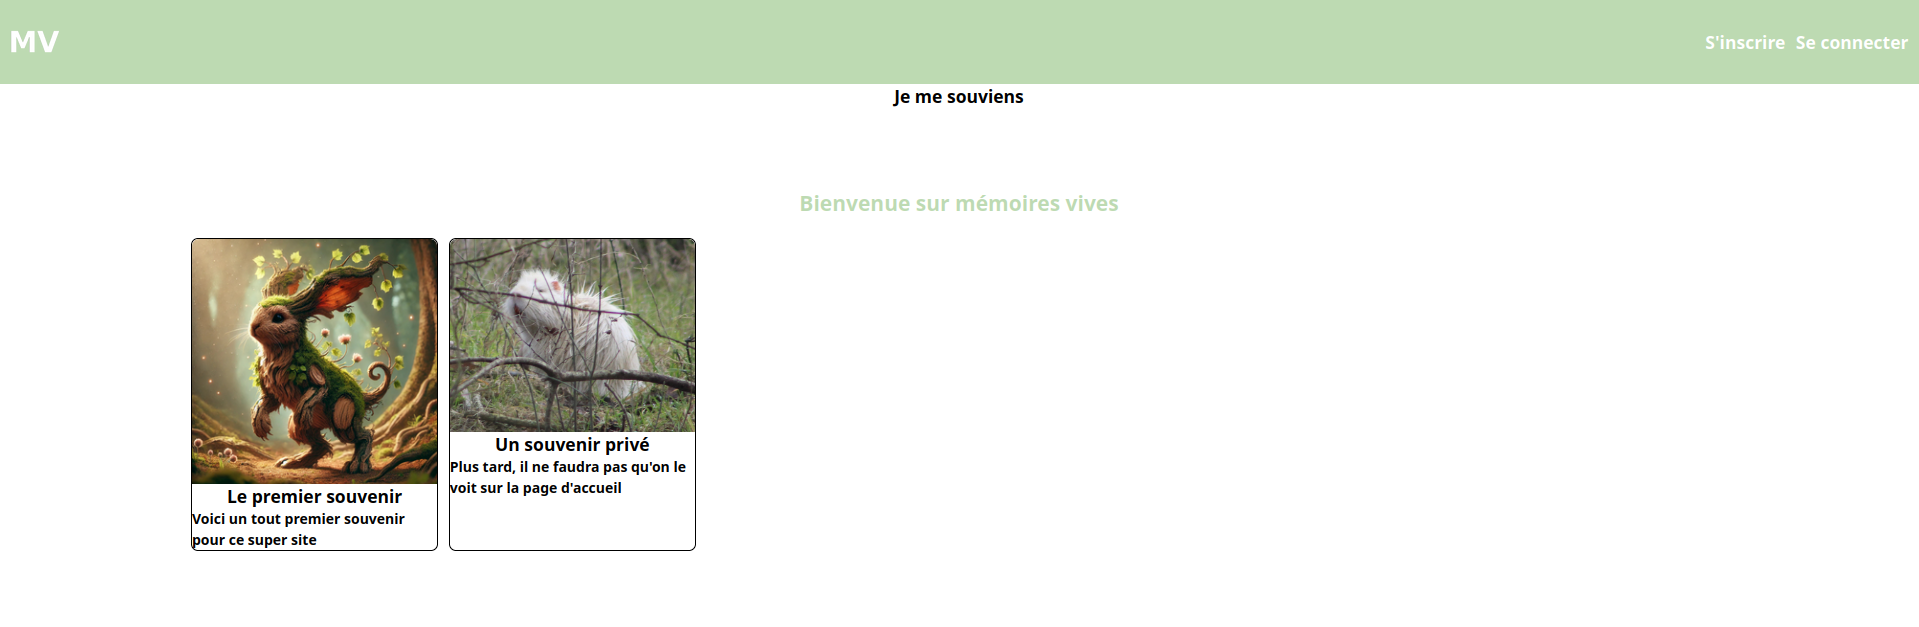 MV
S'inscrire Se connecter
Je me souviens
Bienvenue sur mémoires vives
Le premier souvenir
Voici un tout premier souvenir
pour ce super site
Un souvenir privé
Plus tard, il ne faudra pas qu'on le
voit sur la page d'accueil